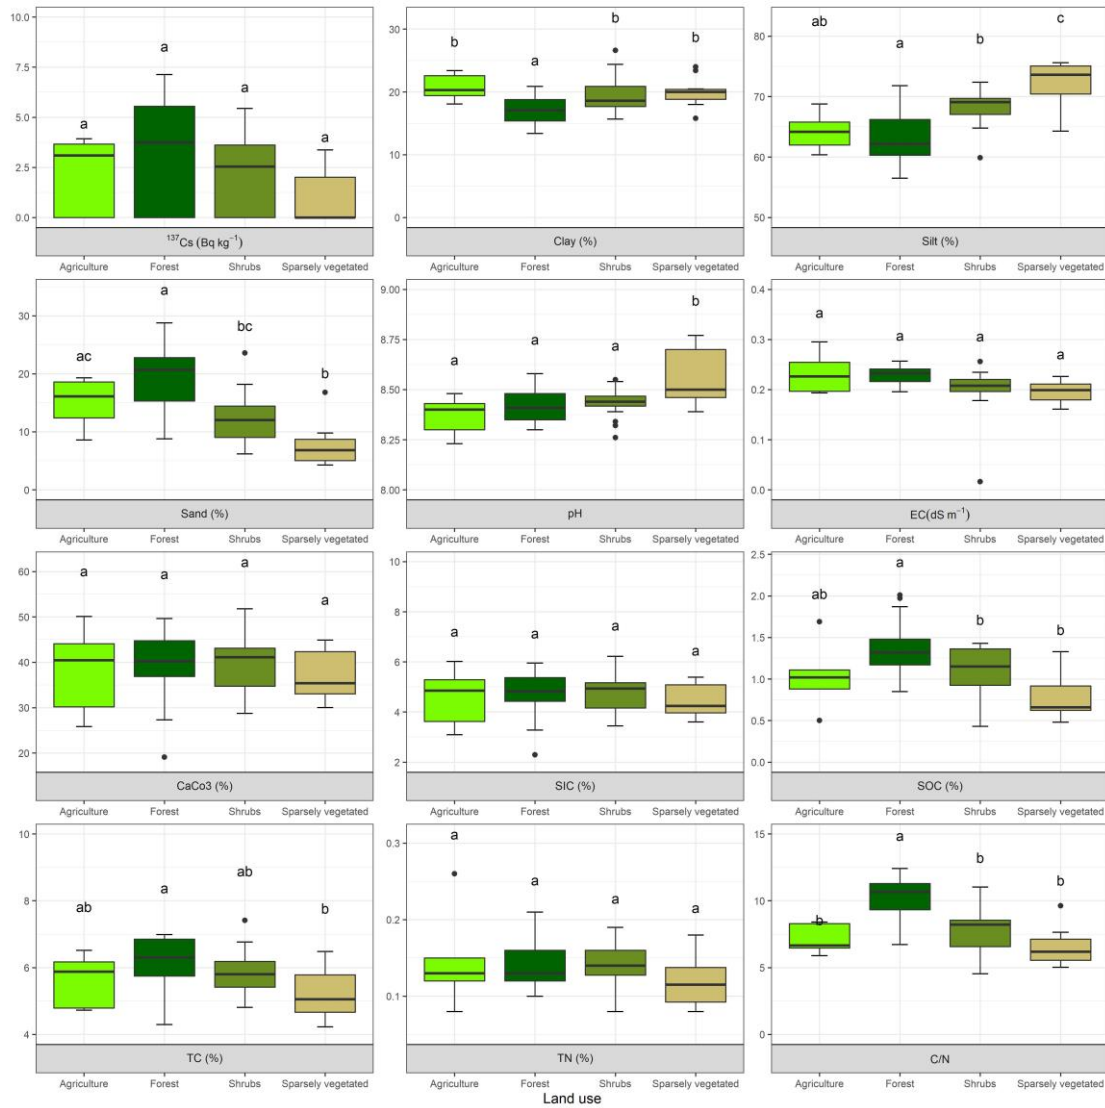 10.0
7.5
5.0
2.5
0.0
a
a
a
a
¹³⁷Cs (Bq kg⁻¹)
Agriculture Forest Shrubs Sparsely vegetated
30
20
10
0
b
a
b
b
Clay (%)
Agriculture Forest Shrubs Sparsely vegetated
80
70
60
50
ab
a
b
c
Silt (%)
Agriculture Forest Shrubs Sparsely vegetated
30
20
10
0
ac
a
bc
b
Sand (%)
Agriculture Forest Shrubs Sparsely vegetated
9.00
8.75
8.50
8.25
8.00
a
a
a
b
pH
Agriculture Forest Shrubs Sparsely vegetated
0.4
0.3
0.2
0.1
0.0
a
a
a
a
EC(dS m⁻¹)
Agriculture Forest Shrubs Sparsely vegetated
60
50
40
30
20
a
a
a
a
CaCo3 (%)
Agriculture Forest Shrubs Sparsely vegetated
10
8
6
4
2
a
a
a
a
SIC (%)
Agriculture Forest Shrubs Sparsely vegetated
2.5
2.0
1.5
1.0
0.5
0.0
ab
a
b
b
SOC (%)
Agriculture Forest Shrubs Sparsely vegetated
10
8
6
4
ab
a
ab
b
TC (%)
Agriculture Forest Shrubs Sparsely vegetated
0.3
0.2
0.1
a
a
a
a
TN (%)
Agriculture Forest Shrubs Sparsely vegetated
15
10
5
0
b
a
b
b
C/N
Agriculture Forest Shrubs Sparsely vegetated
Land use